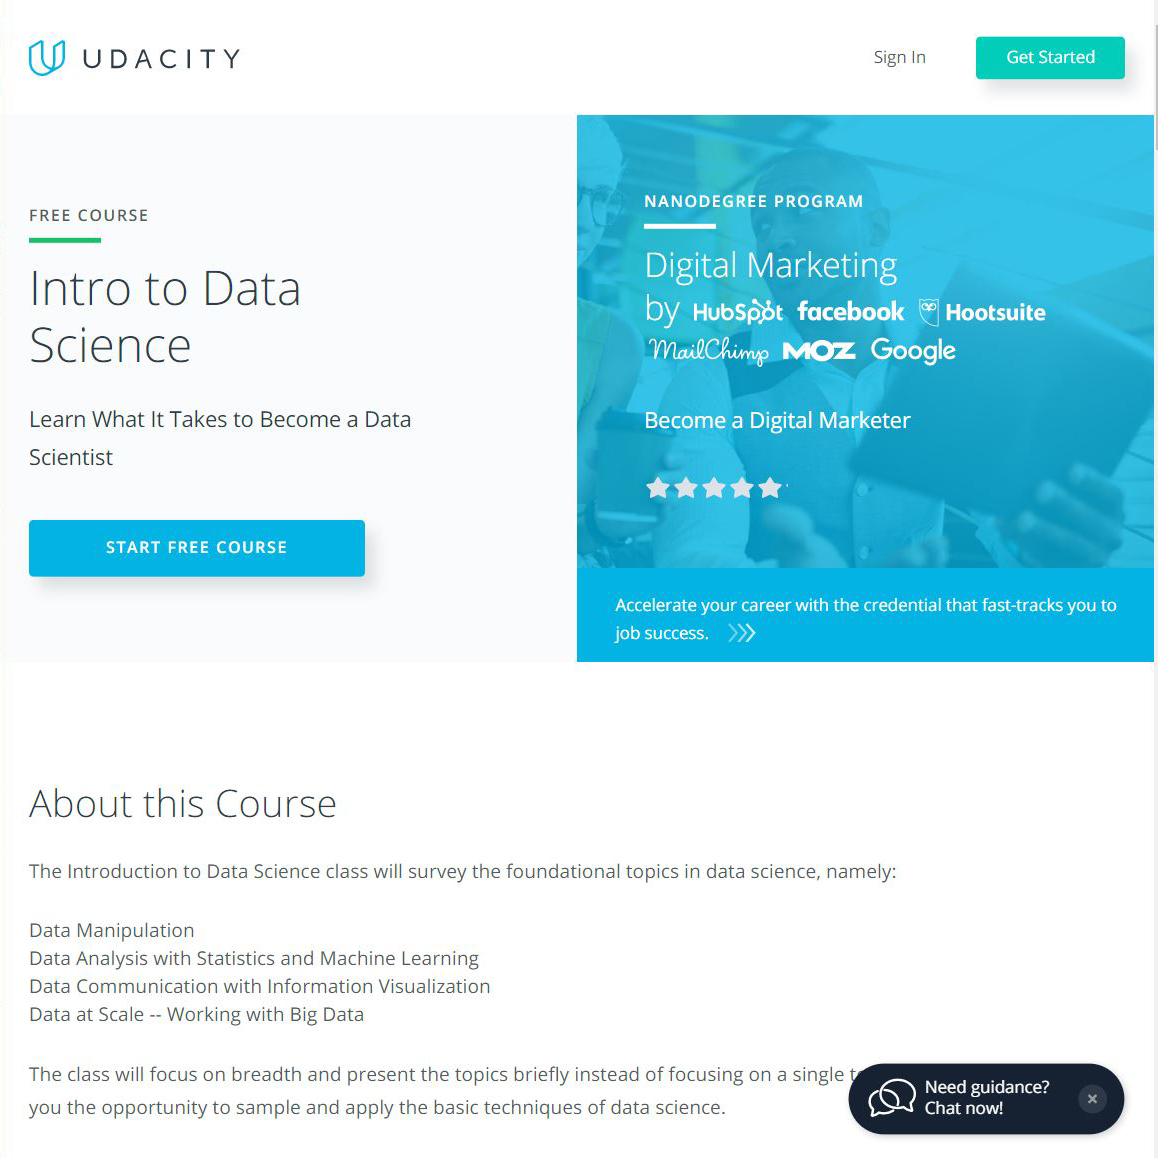 UDACITY
Sign In
Get Started
FREE COURSE
Intro to Data
Science
Learn What It Takes to Become a Data
Scientist
START FREE COURSE
NANODEGREE PROGRAM
Digital Marketing
by HubSpot facebook Hootsuite
MailChimp MOZ Google
Become a Digital Marketer
Accelerate your career with the credential that fast-tracks you to
job success.
About this Course
The Introduction to Data Science class will survey the foundational topics in data science, namely:
Data Manipulation
Data Analysis with Statistics and Machine Learning
Data Communication with Information Visualization
Data at Scale -- Working with Big Data
The class will focus on breadth and present the topics briefly instead of focusing on a single
you the opportunity to sample and apply the basic techniques of data science.
Need guidance?
Chat now!